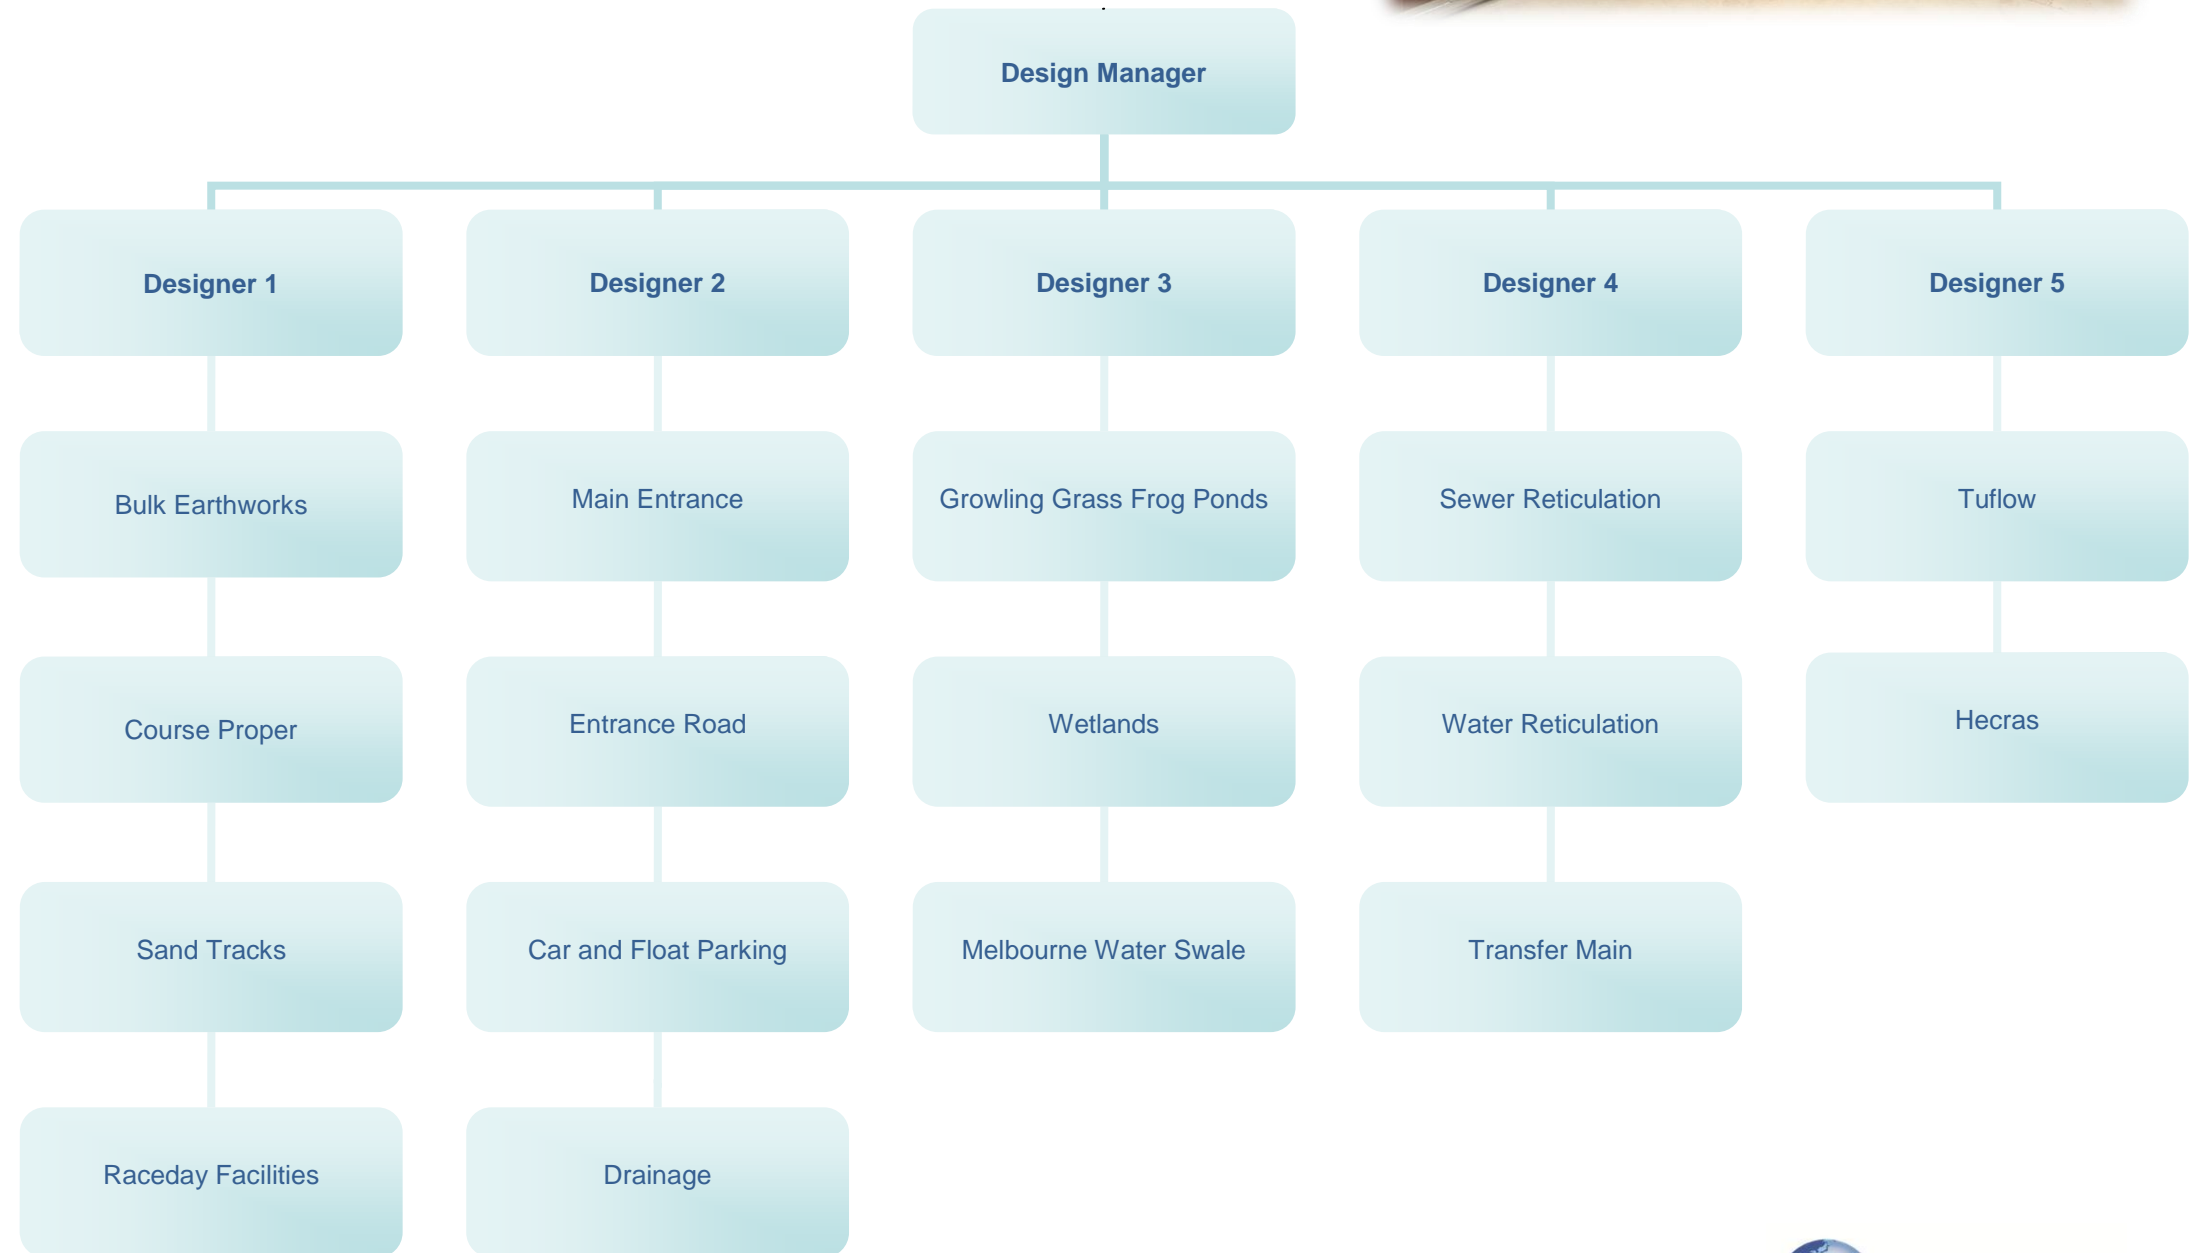 Design Manager
Designer 1
Designer 2
Designer 3
Designer 4
Designer 5
Bulk Earthworks
Main Entrance
Growling Grass Frog Ponds
Sewer Reticulation
Tuflow
Course Proper
Entrance Road
Wetlands
Water Reticulation
Hecras
Sand Tracks
Car and Float Parking
Melbourne Water Swale
Transfer Main
Raceday Facilities
Drainage